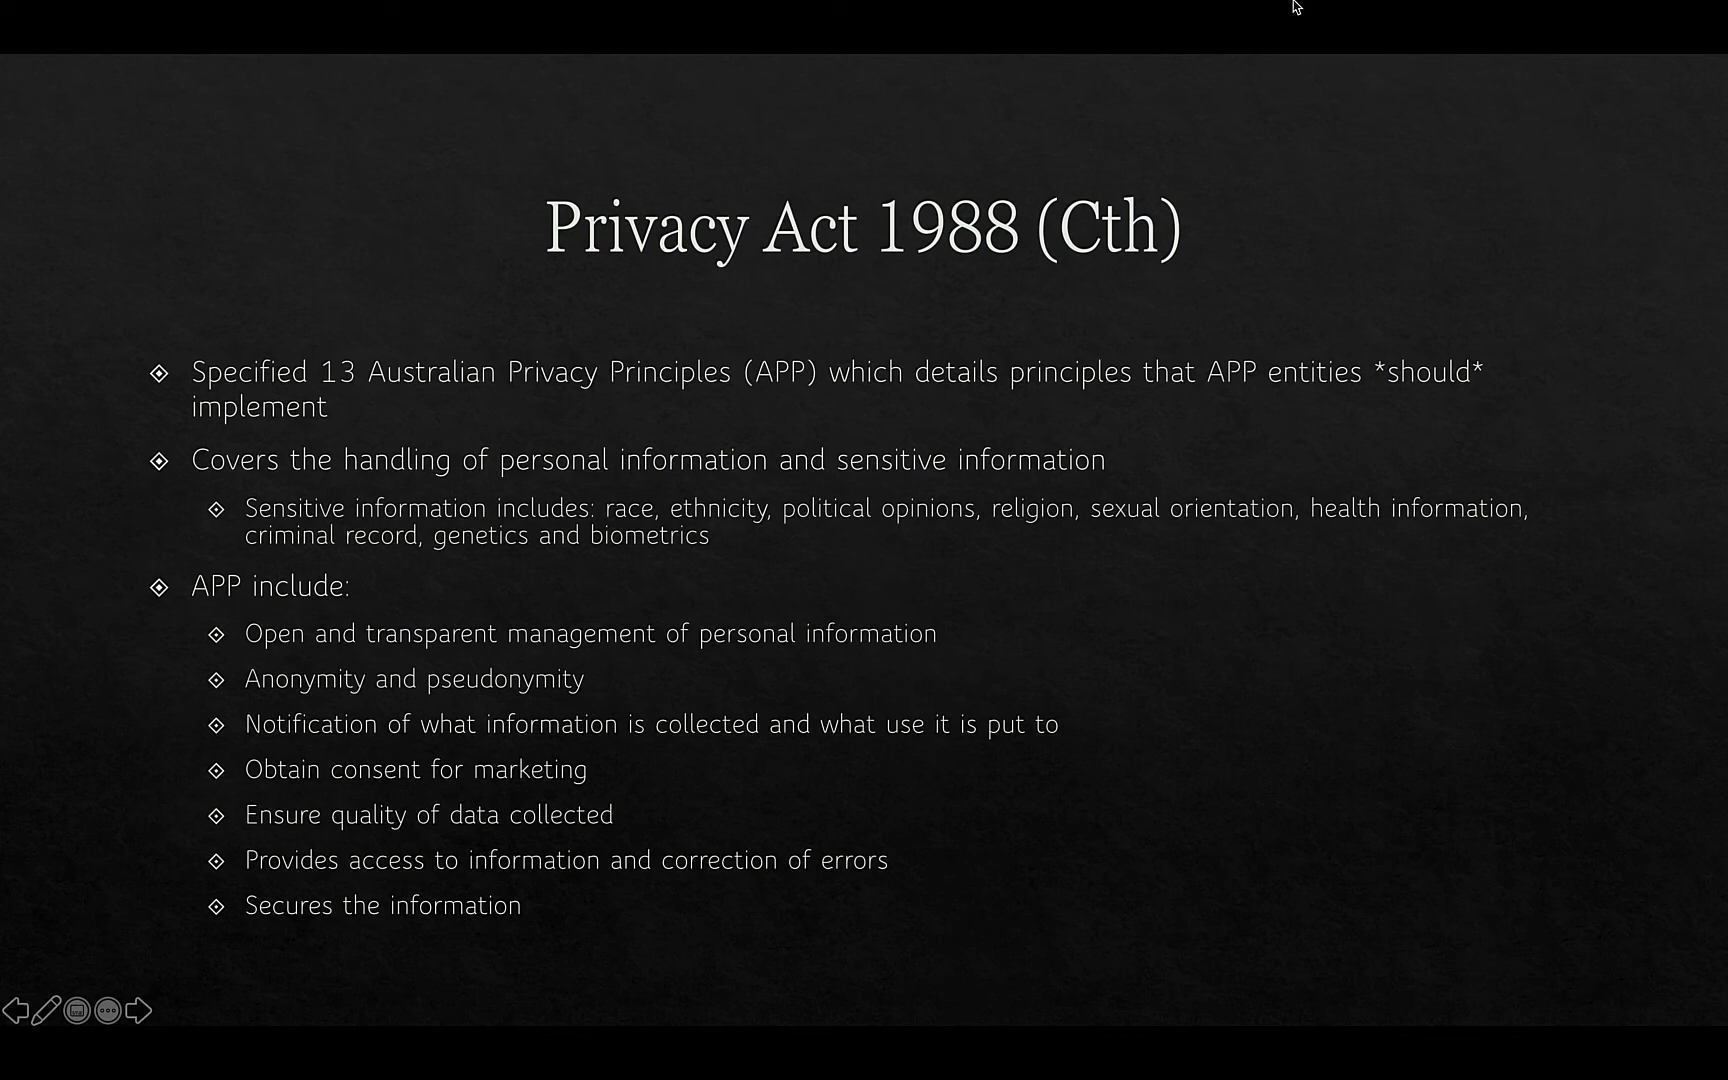 Privacy Act 1988 (Cth)
Specified 13 Australian Privacy Principles (APP) which details principles that APP entities *should*
implement
Covers the handling of personal information and sensitive information
Sensitive information includes: race, ethnicity, political opinions, religion, sexual orientation, health information,
criminal record, genetics and biometrics
APP include:
Open and transparent management of personal information
Anonymity and pseudonymity
Notification of what information is collected and what use it is put to
Obtain consent for marketing
Ensure quality of data collected
Provides access to information and correction of errors
Secures the information